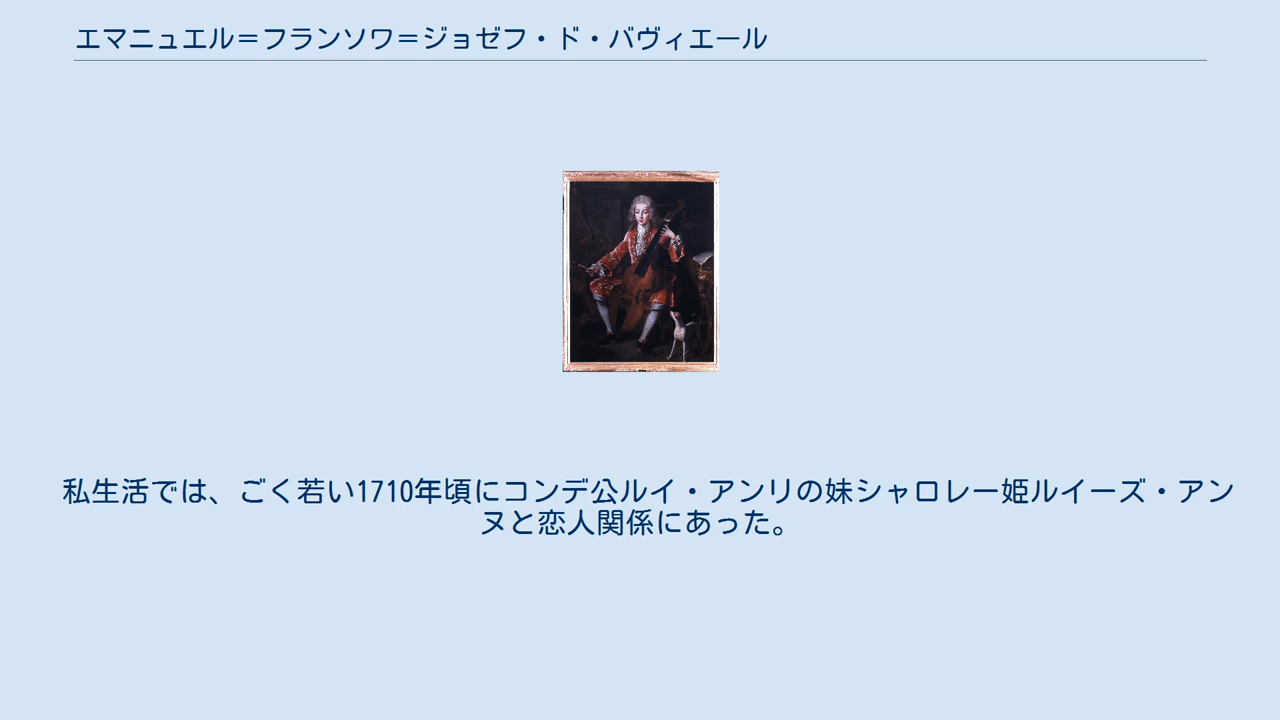 エマニュエル＝フランソワ＝ジョゼフ・ド・バヴィエール
私生活では、ごく若い1710年頃にコンデ公ルイ・アンリの妹シャロレー姫ルイーズ・アン
ヌと恋人関係にあった。